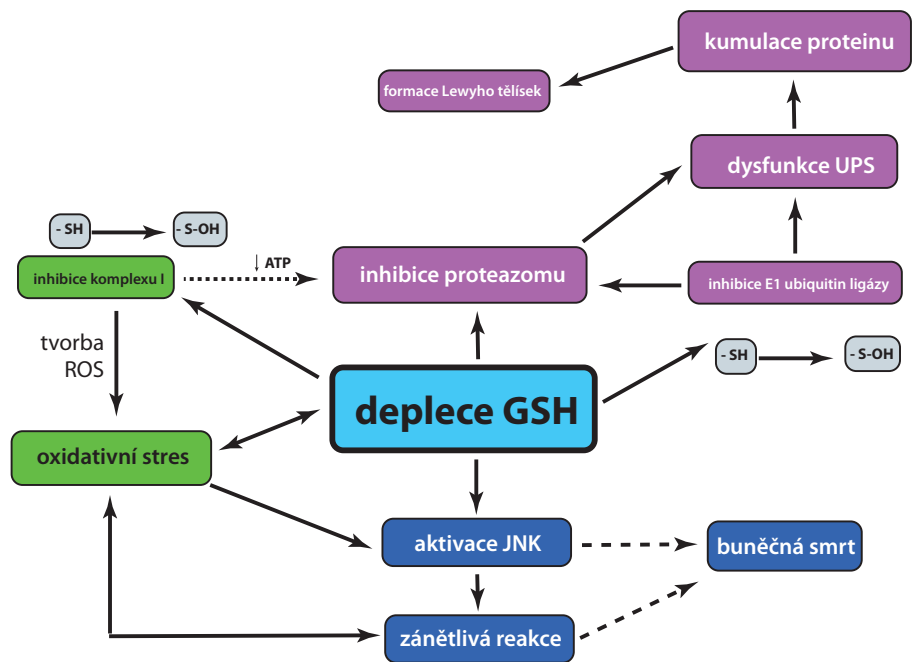 kumulace proteinu
formace Lewyho tělísek
dysfunkce UPS
- SH
- S-OH
inhibice komplexu I
↓ ATP
inhibice proteazomu
inhibice E1 ubiquitin ligázy
tvorba
ROS
- SH
- S-OH
deplece GSH
oxidativní stres
aktivace JNK
buněčná smrt
zánětlivá reakce